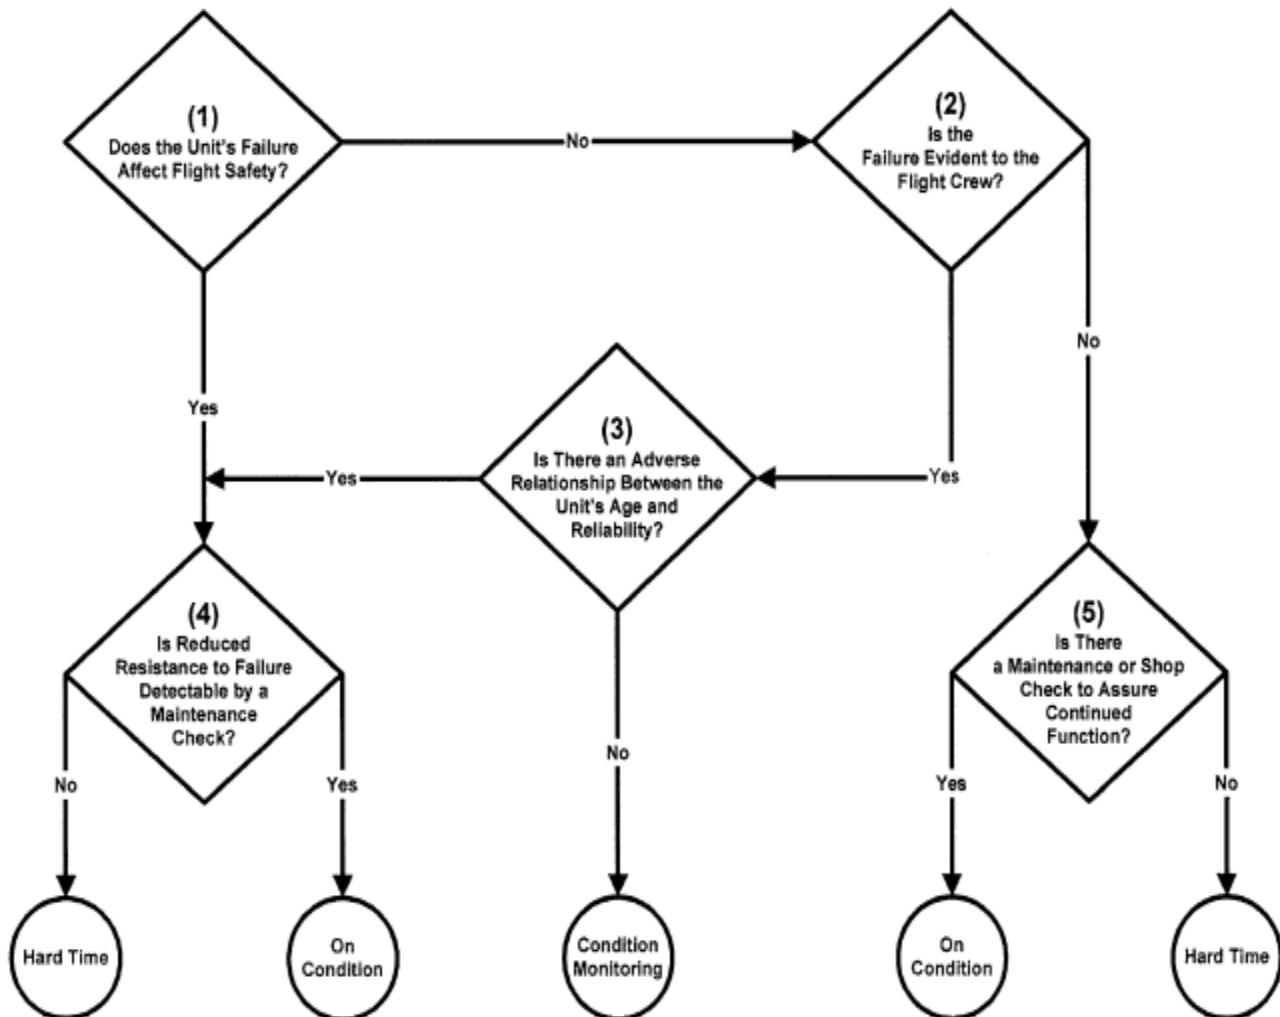 (1)
Does the Unit's Failure
Affect Flight Safety?
No
(2)
Is the
Failure Evident to the
Flight Crew?
No
Yes
(3)
Is There an Adverse
Relationship Between the
Unit's Age and
Reliability?
Yes
Yes
(4)
Is Reduced
Resistance to Failure
Detectable by a
Maintenance
Check?
(5)
Is There
a Maintenance or Shop
Check to Assure
Continued
Function?
No
Yes
No
Yes
No
Hard Time
On
Condition
Condition
Monitoring
On
Condition
Hard Time